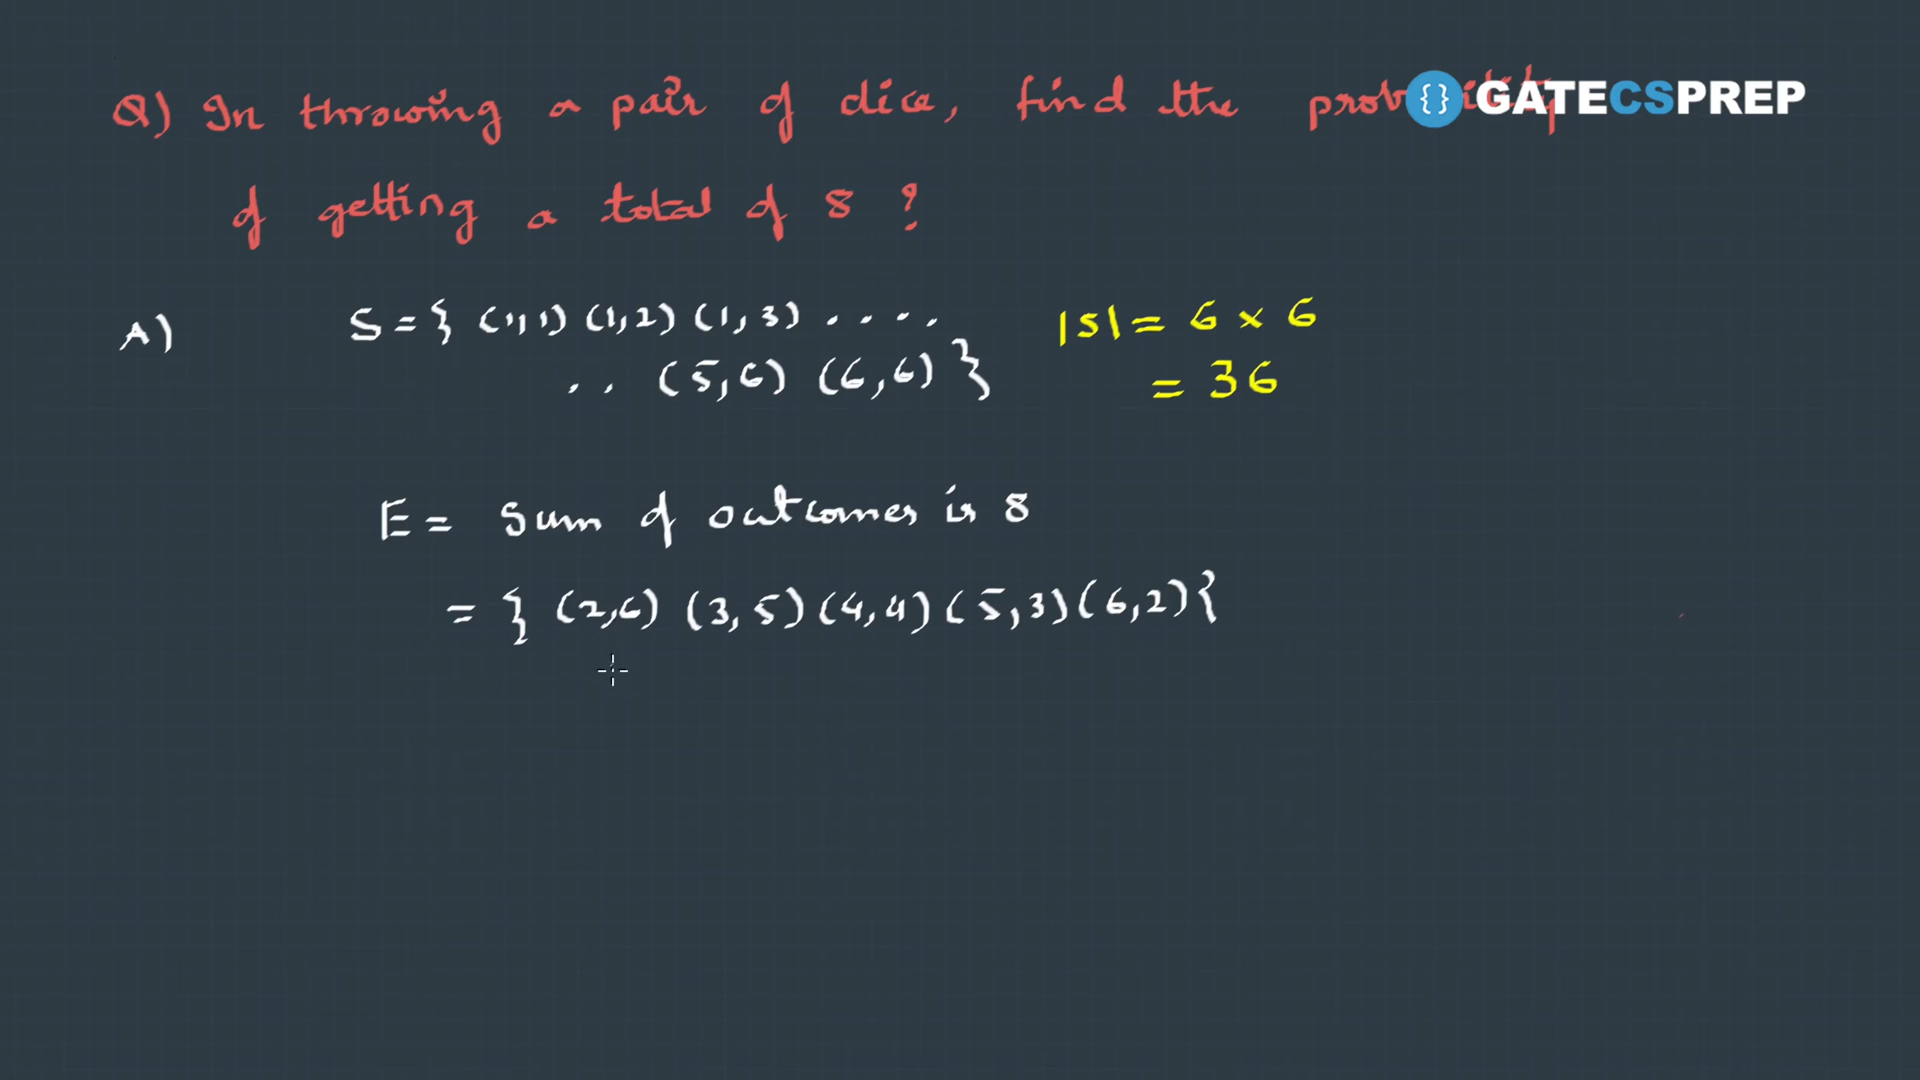 Q) In throwing a pair of dice, find the
{} GATECSPREP
of getting a total of 8 ?
A) S = { (1,1) (1,2) (1,3) . . . . |S| = 6 × 6
. . (5,6) (6,6) } = 36
E = Sum of outcomes is 8
= } (2,6) (3,5) (4,4) (5,3) (6,2) {